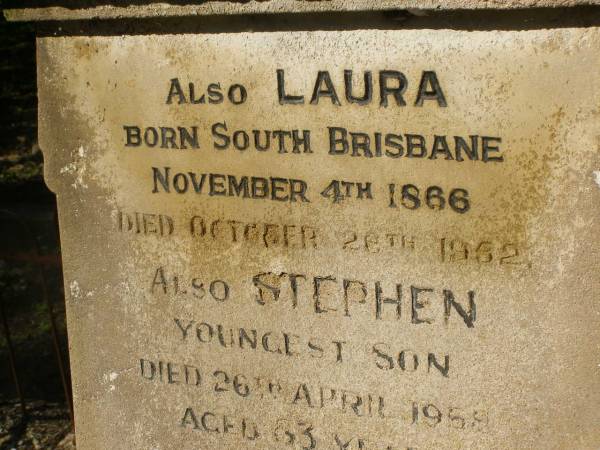 ALSO LAURA
BORN SOUTH BRISBANE
NOVEMBER 4TH 1866
DIED OCTOBER 26TH 1962.
ALSO STEPHEN
YOUNGEST SON
DIED 26TH APRIL
AGED 63